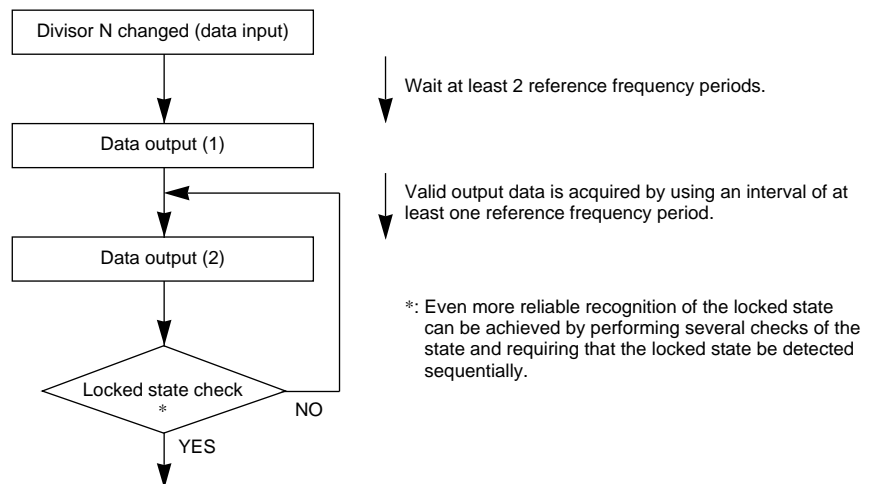 Divisor N changed (data input)
Wait at least 2 reference frequency periods.
Data output (1)
Valid output data is acquired by using an interval of at
least one reference frequency period.
Data output (2)
*: Even more reliable recognition of the locked state
can be achieved by performing several checks of the
state and requiring that the locked state be detected
sequentially.
Locked state check
*
NO
YES